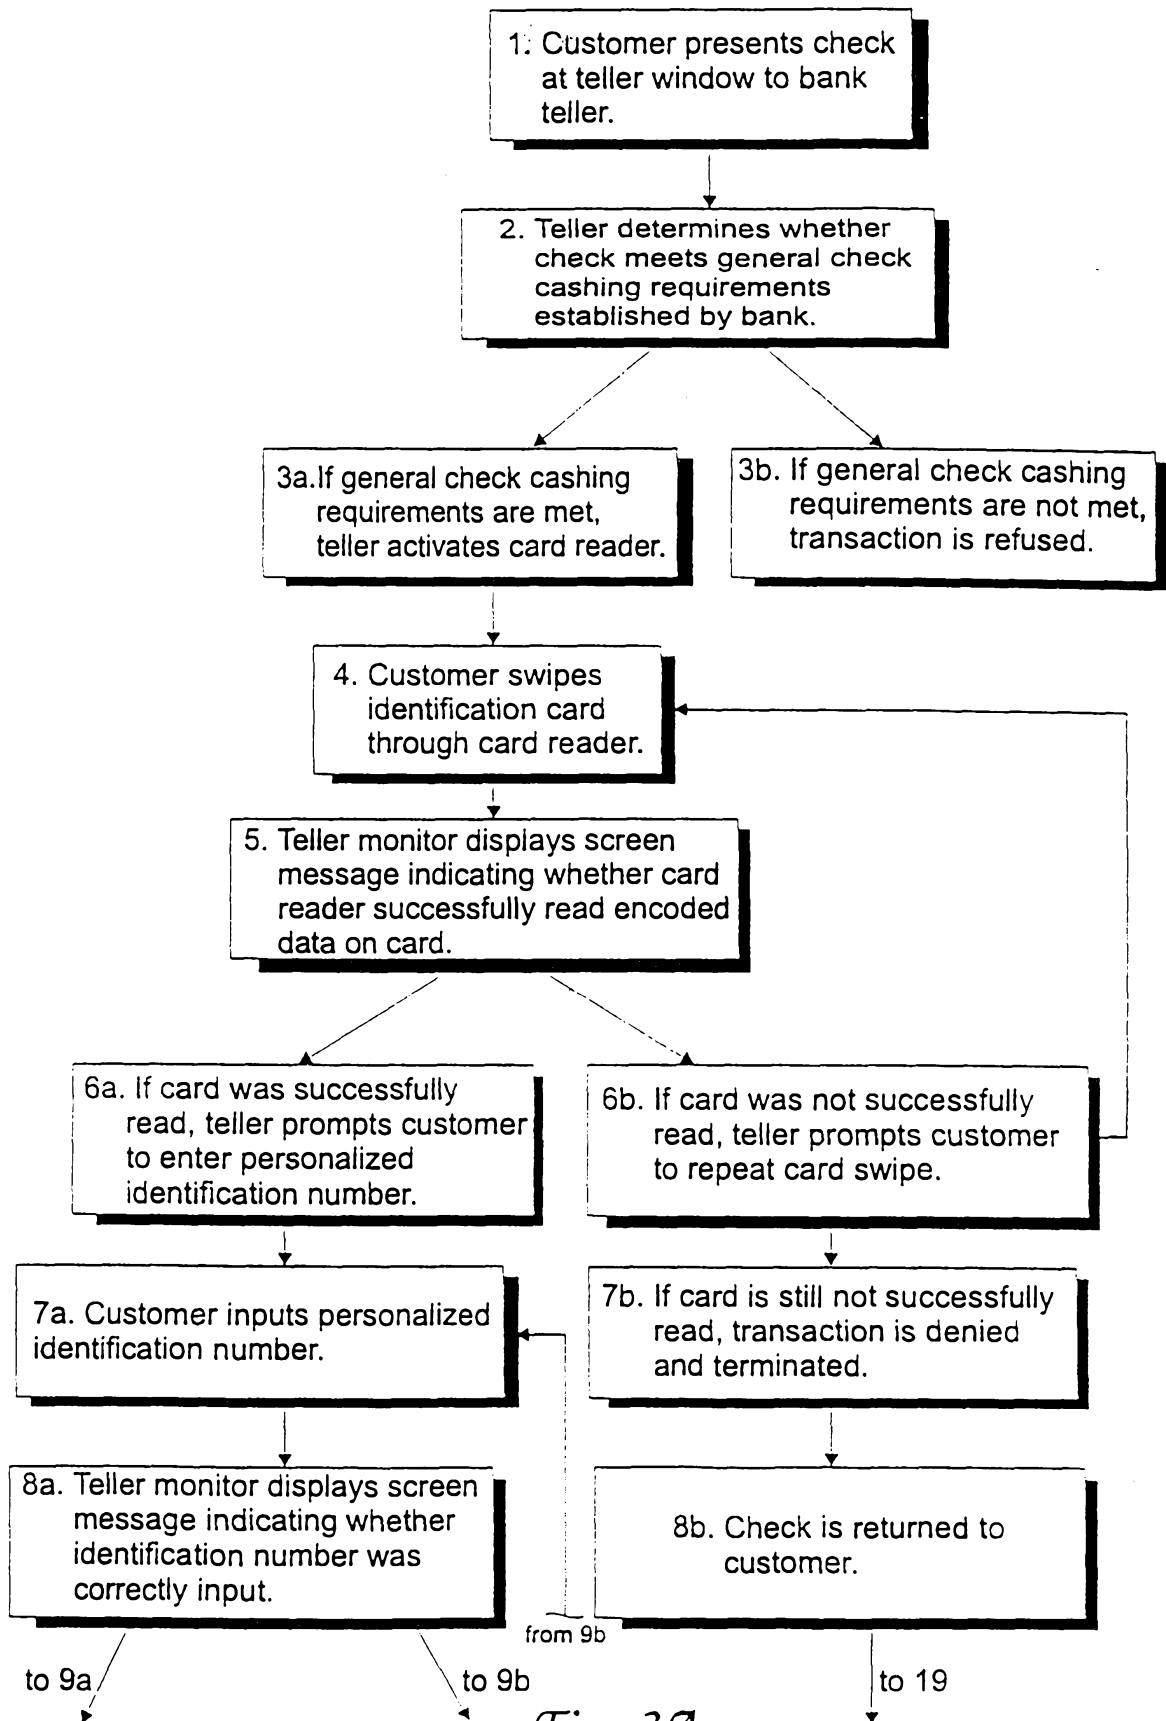 1. Customer presents check
at teller window to bank
teller.
2. Teller determines whether
check meets general check
cashing requirements
established by bank.
3a.If general check cashing
requirements are met,
teller activates card reader.
3b. If general check cashing
requirements are not met,
transaction is refused.
4. Customer swipes
identification card
through card reader.
5. Teller monitor displays screen
message indicating whether card
reader successfully read encoded
data on card.
6a. If card was successfully
read, teller prompts customer
to enter personalized
identification number.
6b. If card was not successfully
read, teller prompts customer
to repeat card swipe.
7a. Customer inputs personalized
identification number.
7b. If card is still not successfully
read, transaction is denied
and terminated.
8a. Teller monitor displays screen
message indicating whether
identification number was
correctly input.
8b. Check is returned to
customer.
from 9b
to 9a
to 9b
to 19